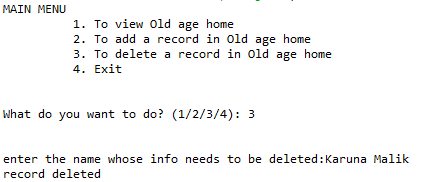 MAIN MENU
1. To view Old age home
2. To add a record in Old age home
3. To delete a record in Old age home
4. Exit
What do you want to do? (1/2/3/4): 3
enter the name whose info needs to be deleted:Karuna Malik
record deleted